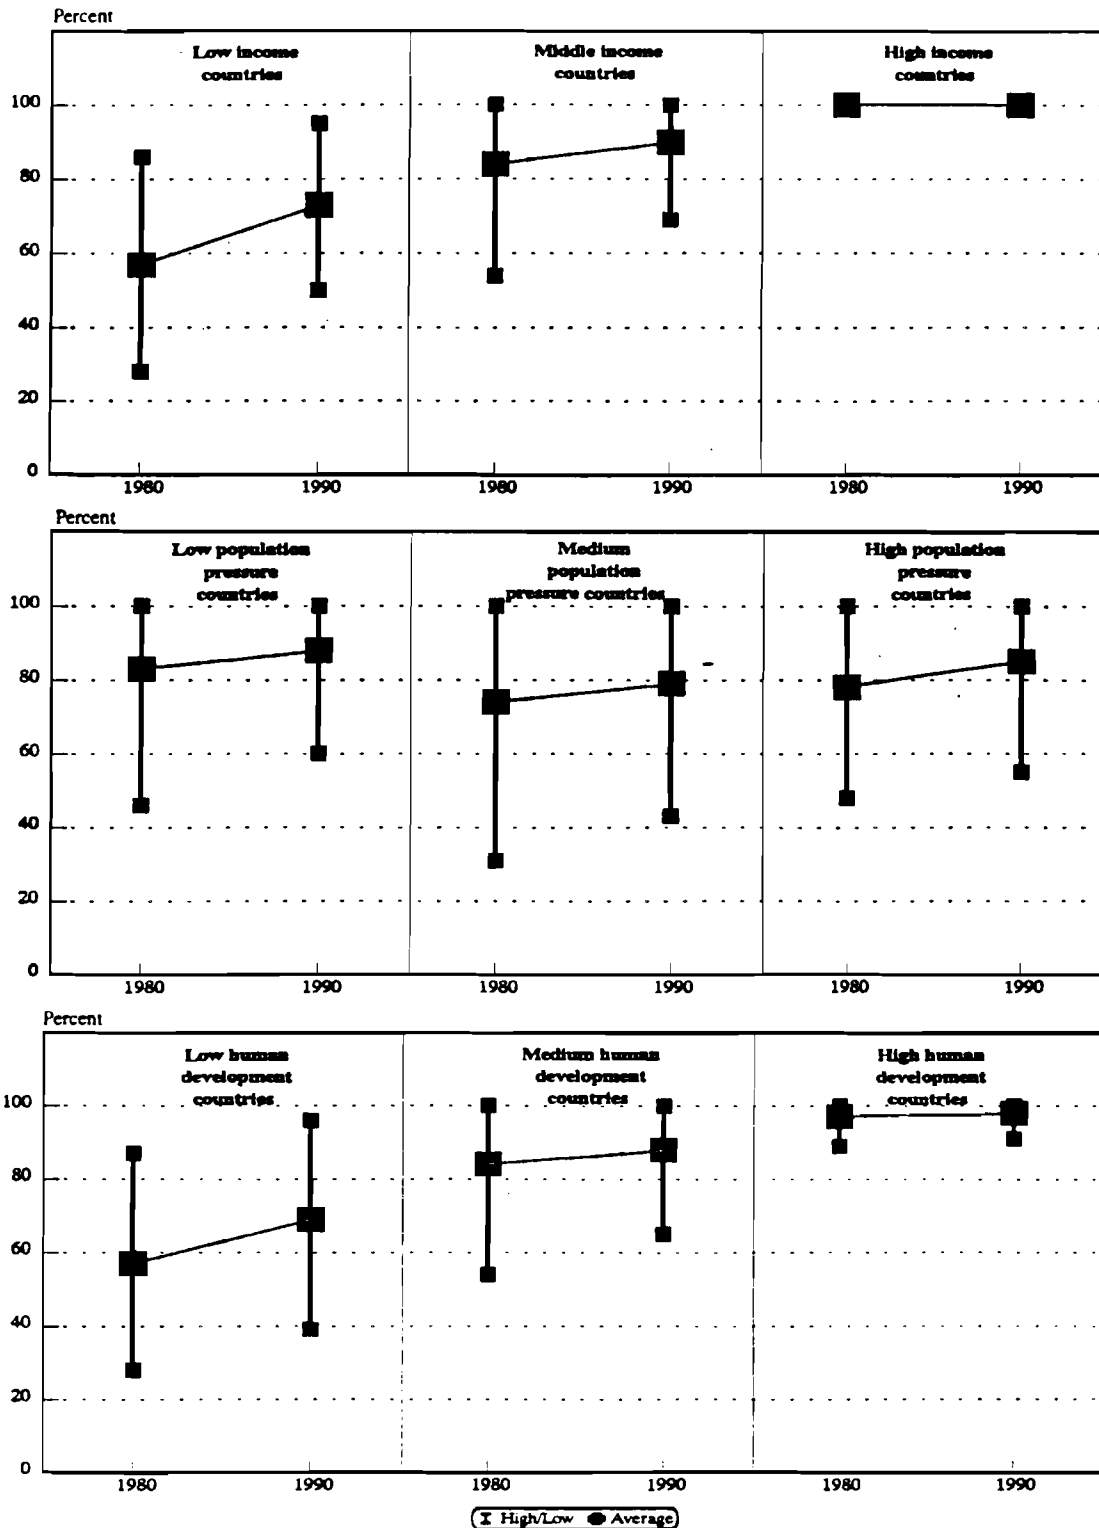 Percent
Low income
countries
Middle income
countries
High income
countries
100
80
60
40
20
0
1980
1990
1980
1990
1980
1990
Percent
Low population
pressure
countries
Medium
population
pressure countries
High population
pressure
countries
100
80
60
40
20
0
1980
1990
1980
1990
1980
1990
Percent
Low human
development
countries
Medium human
development
countries
High human
development
countries
100
80
60
40
20
0
1980
1990
1980
1990
1980
1990
High/Low Average